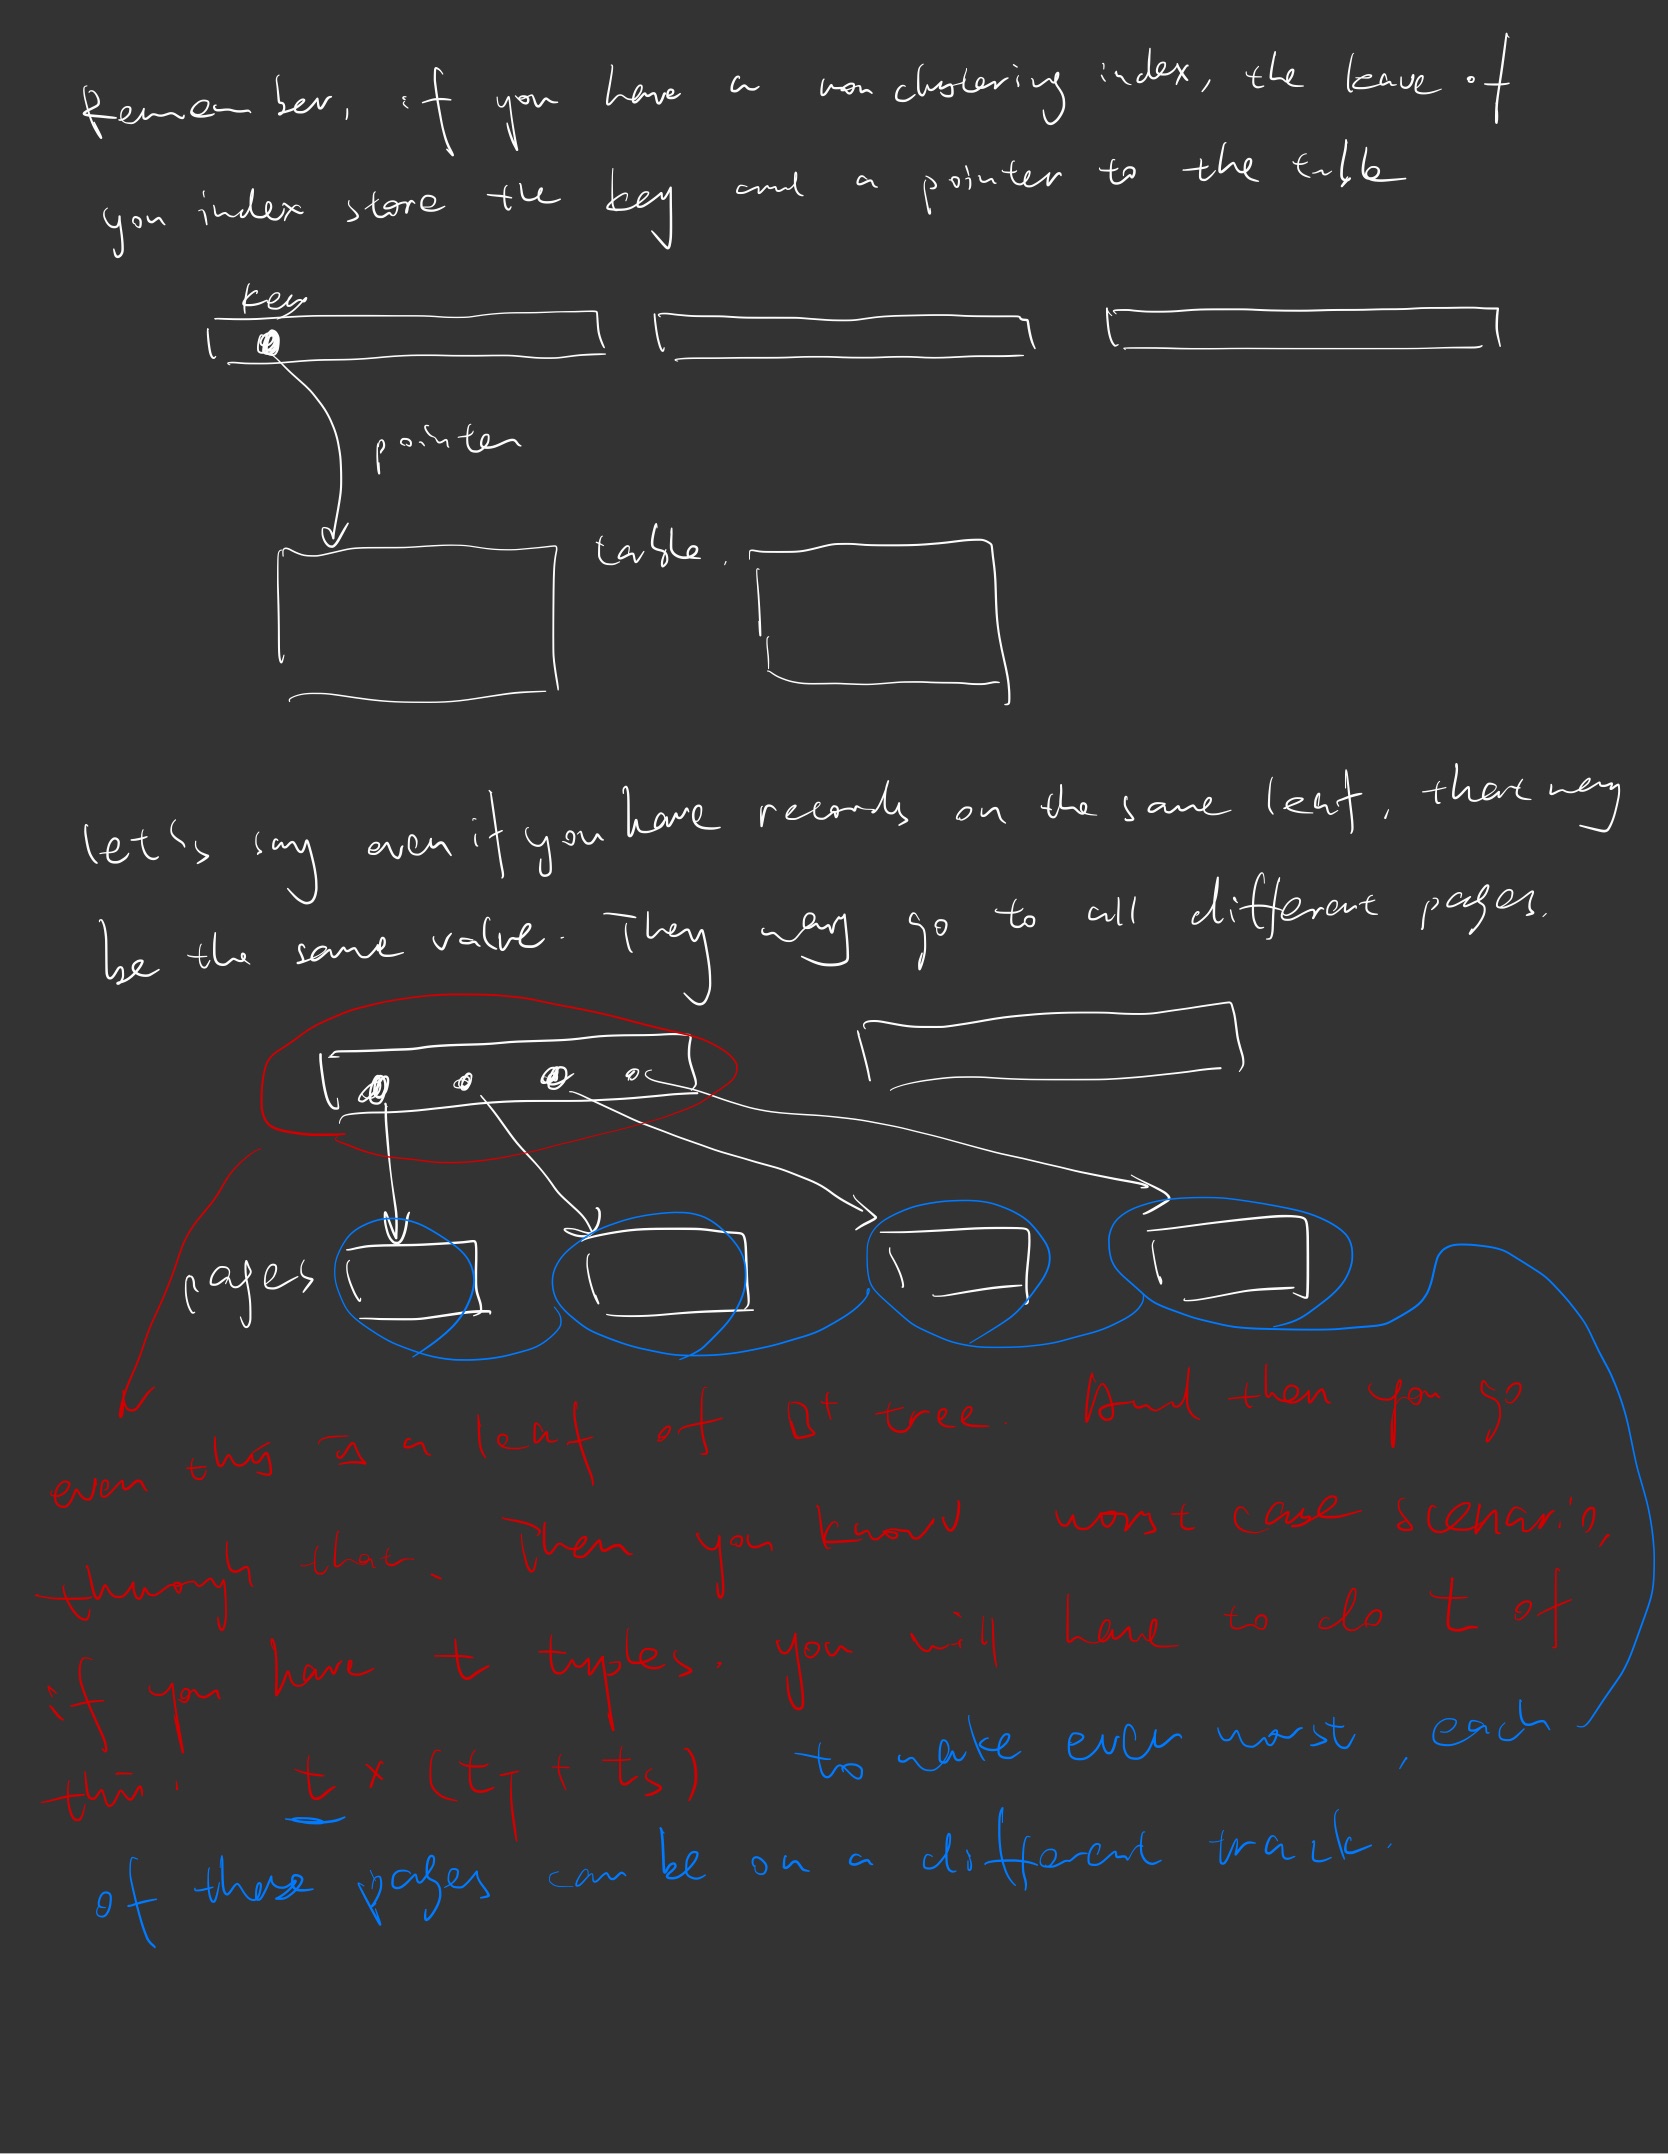 Remember, if you have a non clustering index, the leave of
you index store the key and a pointer to the table
key
pointer
table.
let's say even if you have records on the same leaf, that may
be the same value. They may go to all different pages.
pages
even this is a leaf of B+ tree. And then you go
through that. Then you know worst case scenario,
if you have t tuples. you will have to do t of
this. t × (tT + ts) to make even worst, each
of these pages can be on a different track.